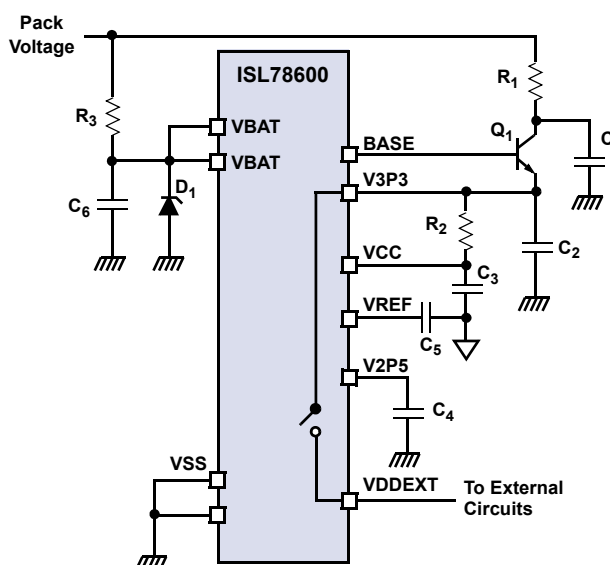 Pack
Voltage
ISL78600
R3
R1
VBAT
BASE
Q1
C
VBAT
D1
V3P3
C6
R2
C2
VCC
C3
VREF
C5
V2P5
C4
VSS
VDDEXT
To External
Circuits